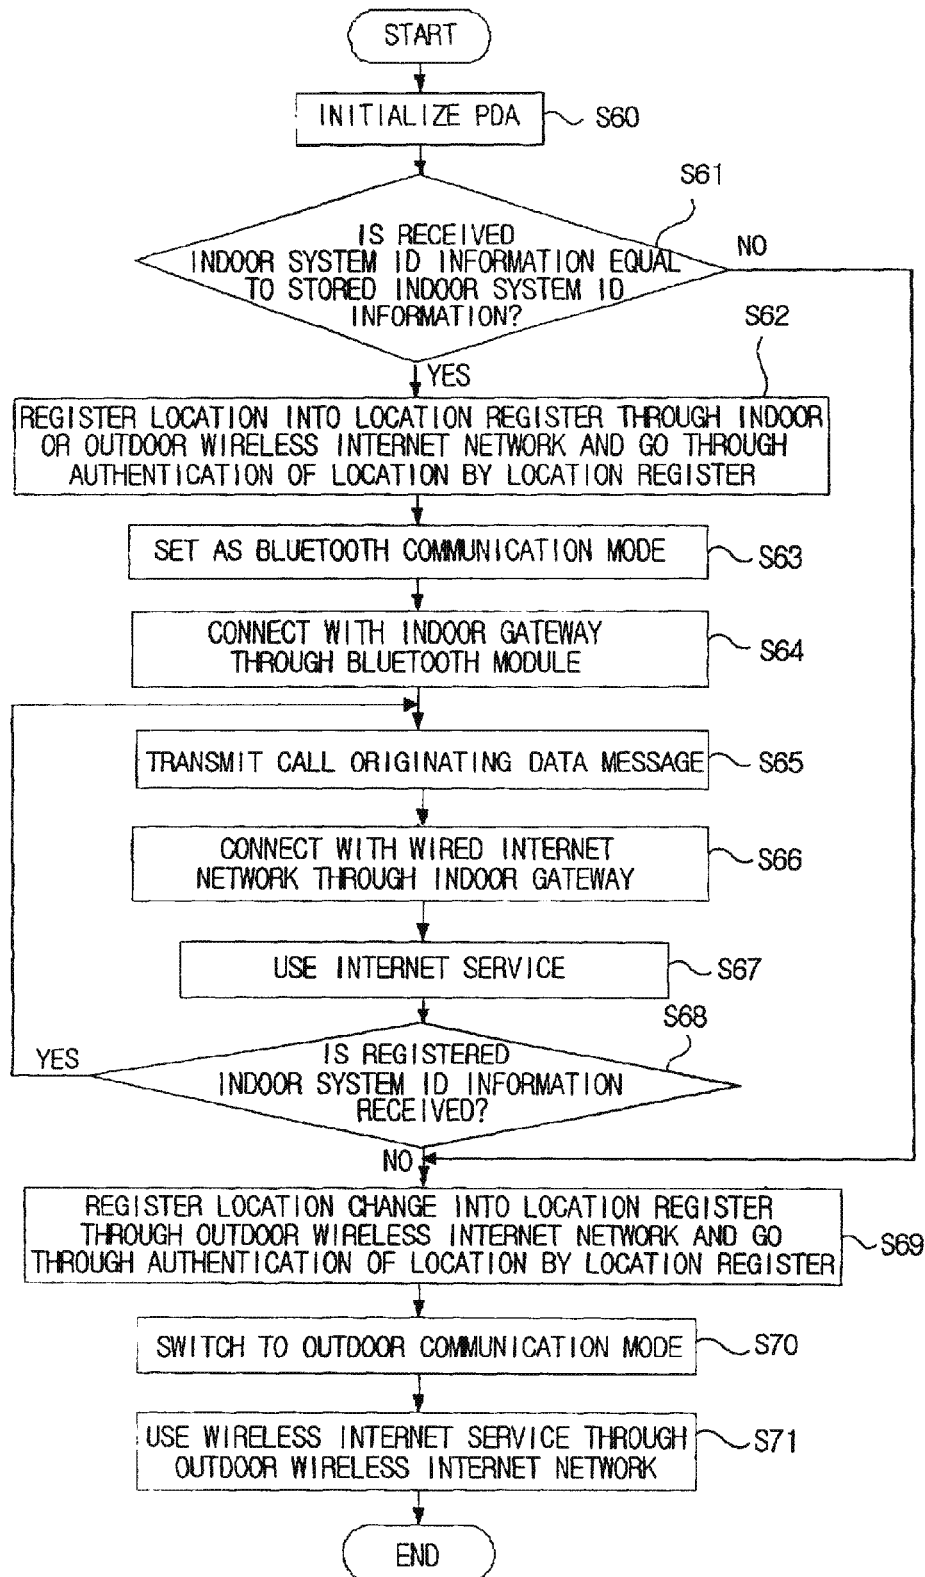 START
INITIALIZE PDA
S60
S61
IS RECEIVED
INDOOR SYSTEM ID INFORMATION EQUAL
TO STORED INDOOR SYSTEM ID
INFORMATION?
NO
S62
YES
REGISTER LOCATION INTO LOCATION REGISTER THROUGH INDOOR
OR OUTDOOR WIRELESS INTERNET NETWORK AND GO THROUGH
AUTHENTICATION OF LOCATION BY LOCATION REGISTER
SET AS BLUETOOTH COMMUNICATION MODE
S63
CONNECT WITH INDOOR GATEWAY
THROUGH BLUETOOTH MODULE
S64
TRANSMIT CALL ORIGINATING DATA MESSAGE
S65
CONNECT WITH WIRED INTERNET
NETWORK THROUGH INDOOR GATEWAY
S66
USE INTERNET SERVICE
S67
S68
YES
IS REGISTERED
INDOOR SYSTEM ID INFORMATION
RECEIVED?
NO
REGISTER LOCATION CHANGE INTO LOCATION REGISTER
THROUGH OUTDOOR WIRELESS INTERNET NETWORK AND GO
THROUGH AUTHENTICATION OF LOCATION BY LOCATION REGISTER
S69
SWITCH TO OUTDOOR COMMUNICATION MODE
S70
USE WIRELESS INTERNET SERVICE THROUGH
OUTDOOR WIRELESS INTERNET NETWORK
S71
END